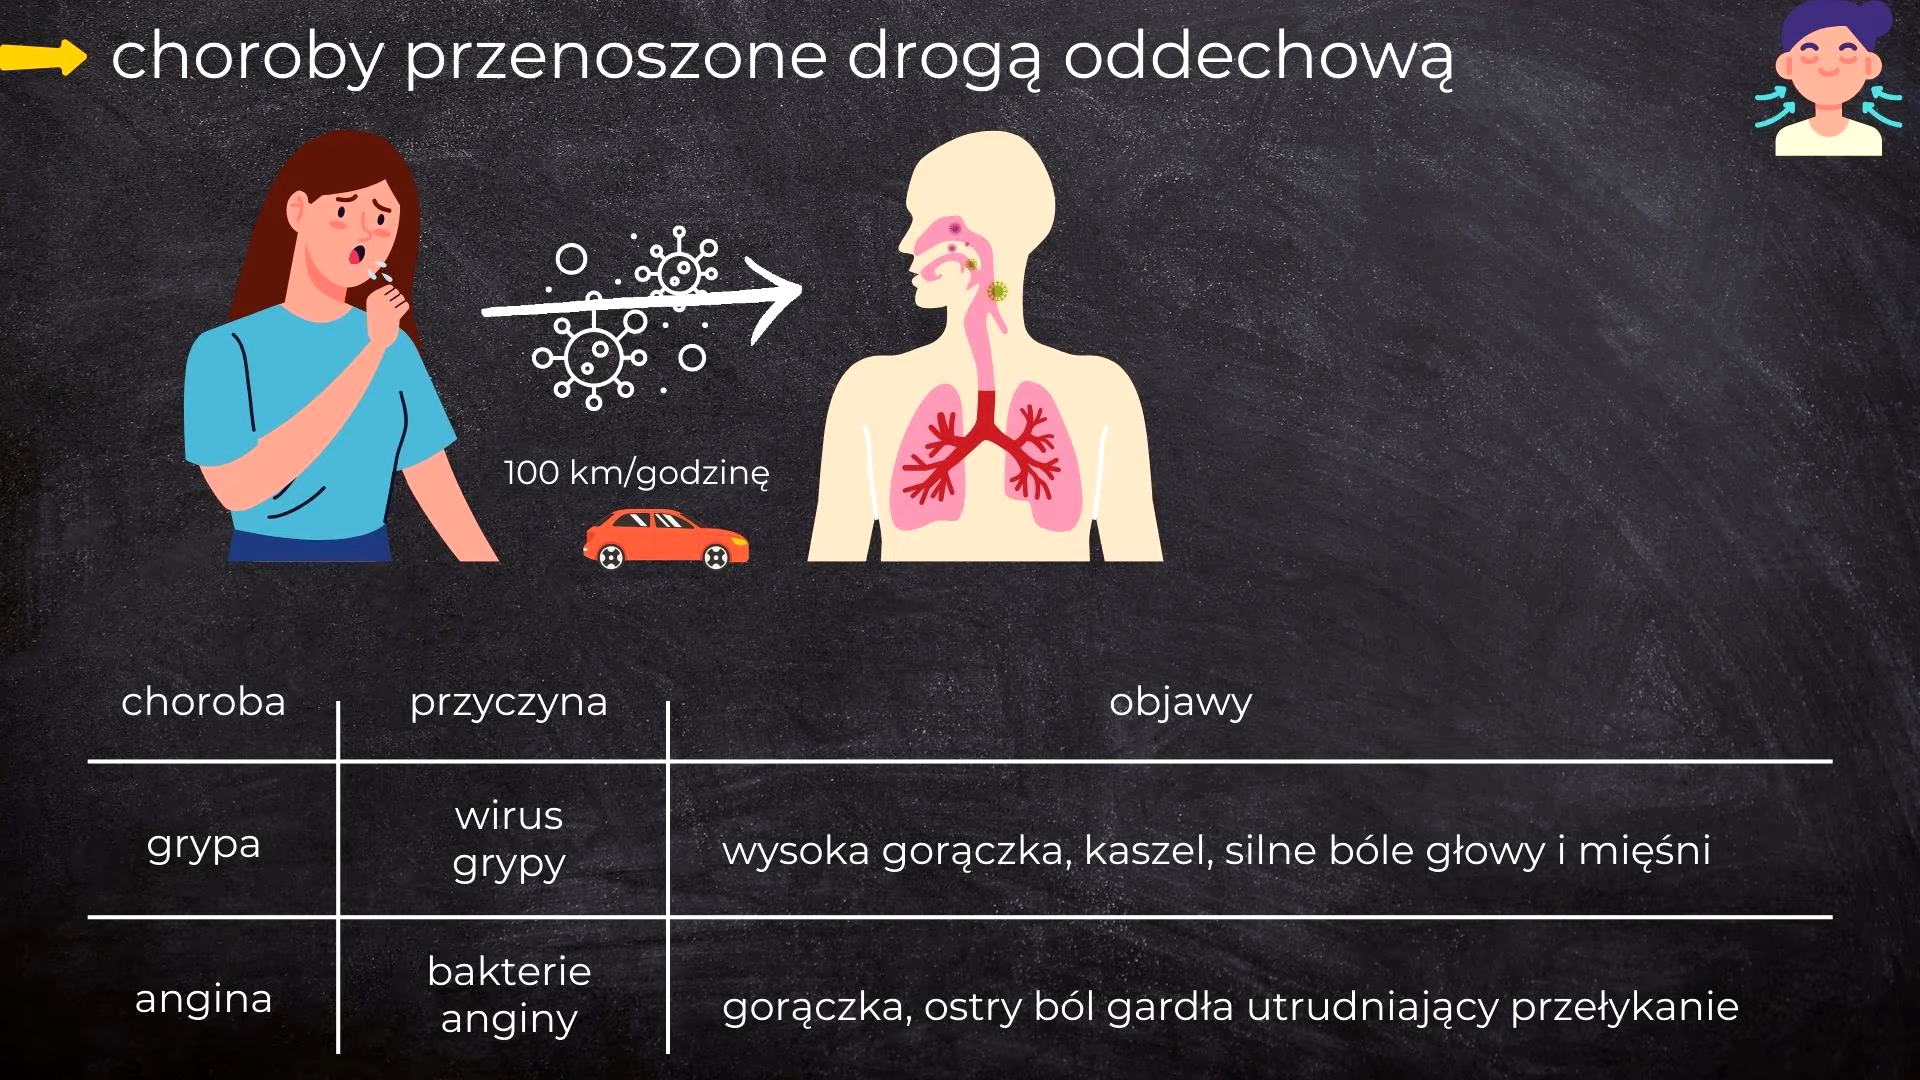 choroby przenoszone drogą oddechową
100 km/godzinę
choroba przyczyna objawy
wirus
grypy
grypa
wysoka gorączka, kaszel, silne bóle głowy i mięśni
bakterie
anginy
angina
gorączka, ostry ból gardła utrudniający przełykanie